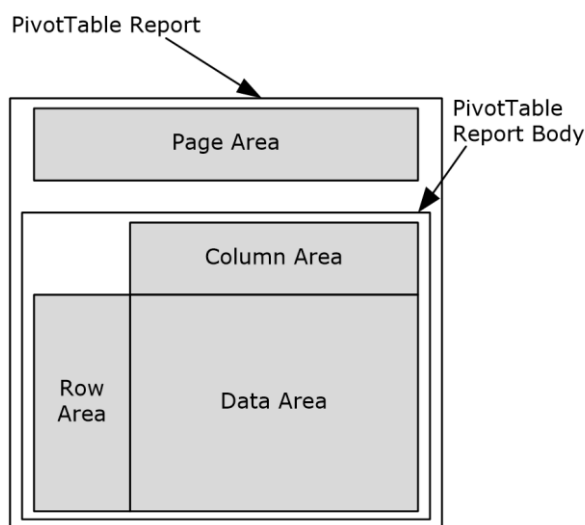 PivotTable Report
PivotTable
Report Body
Page Area
Column Area
Row
Area
Data Area